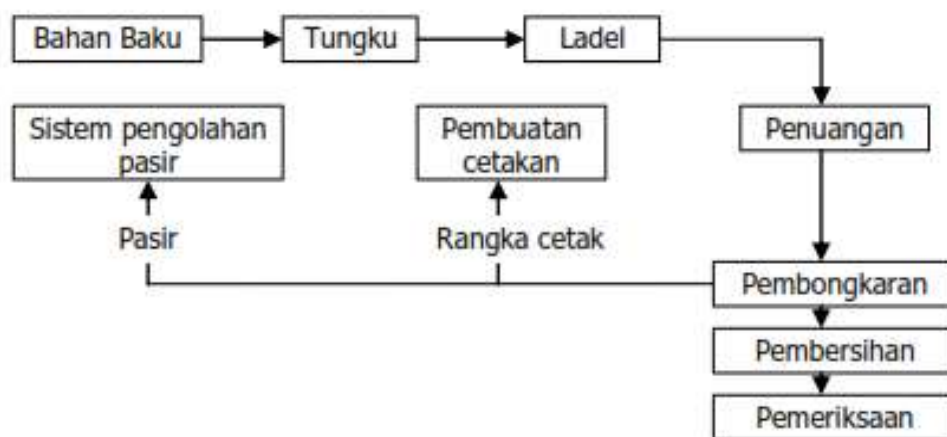 Bahan Baku
Tungku
Ladel
Sistem pengolahan
pasir
Pembuatan
cetakan
Penuangan
Pasir
Rangka cetak
Pembongkaran
Pembersihan
Pemeriksaan